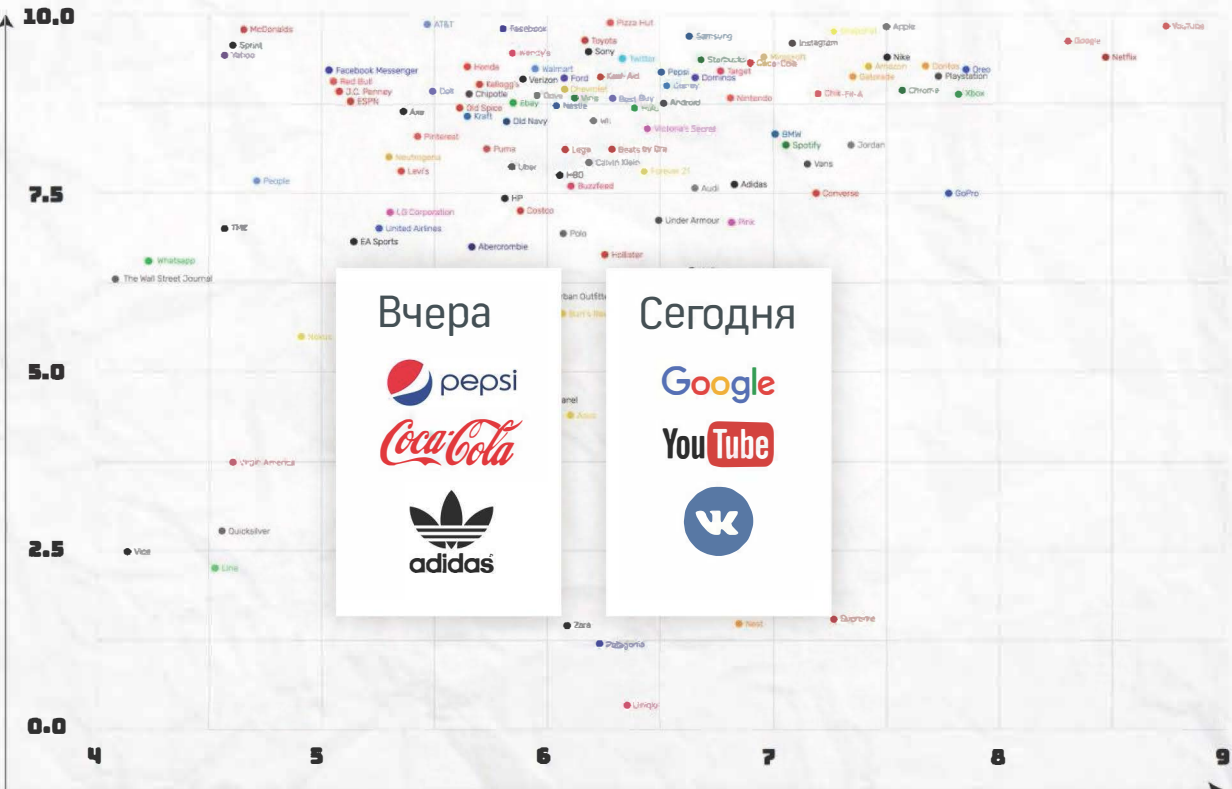 10.0
McDonalds
AT&T
Facebook
Pizza Hut
Apple
YouTube
Sprint
Toyota
Samsung
Instagram
Google
Yahoo
Wendy's
Sony
Twitter
Starbucks
Coca-Cola
Nike
Netflix
Facebook Messenger
Honda
Walmart
Pepsi
Target
Amazon
Doritos
Oreo
Red Bull
Kellogg's
Verizon
Ford
Kool-Aid
Dominos
Gatorade
Playstation
J.C. Penney
Dolt
Chipotle
Dove
Chevrolet
Disney
Chick-Fil-A
Chrome
Xbox
ESPN
Old Spice
Ebay
Nestle
Best Buy
Android
Nintendo
Axe
Kraft
Old Navy
Wii
Hulu
Pinterest
Victoria's Secret
BMW
Neutrogena
Puma
Lego
Beats by Dre
Spotify
Jordan
Levi's
Uber
HBO
Calvin Klein
Forever 21
Vans
People
Buzzfeed
Audi
Adidas
7.5
HP
Converse
GoPro
LG Corporation
Costco
TIME
United Airlines
Polo
Under Armour
Pink
EA Sports
Abercrombie
Hollister
Whatsapp
The Wall Street Journal
Вчера
Сегодня
5.0
pepsi
Google
Coca-Cola
YouTube
Virgin America
adidas
VK
Quicksilver
2.5
Vice
Line
Zara
Nest
Supreme
Patagonia
Uniqlo
0.0
4 5 6 7 8 9